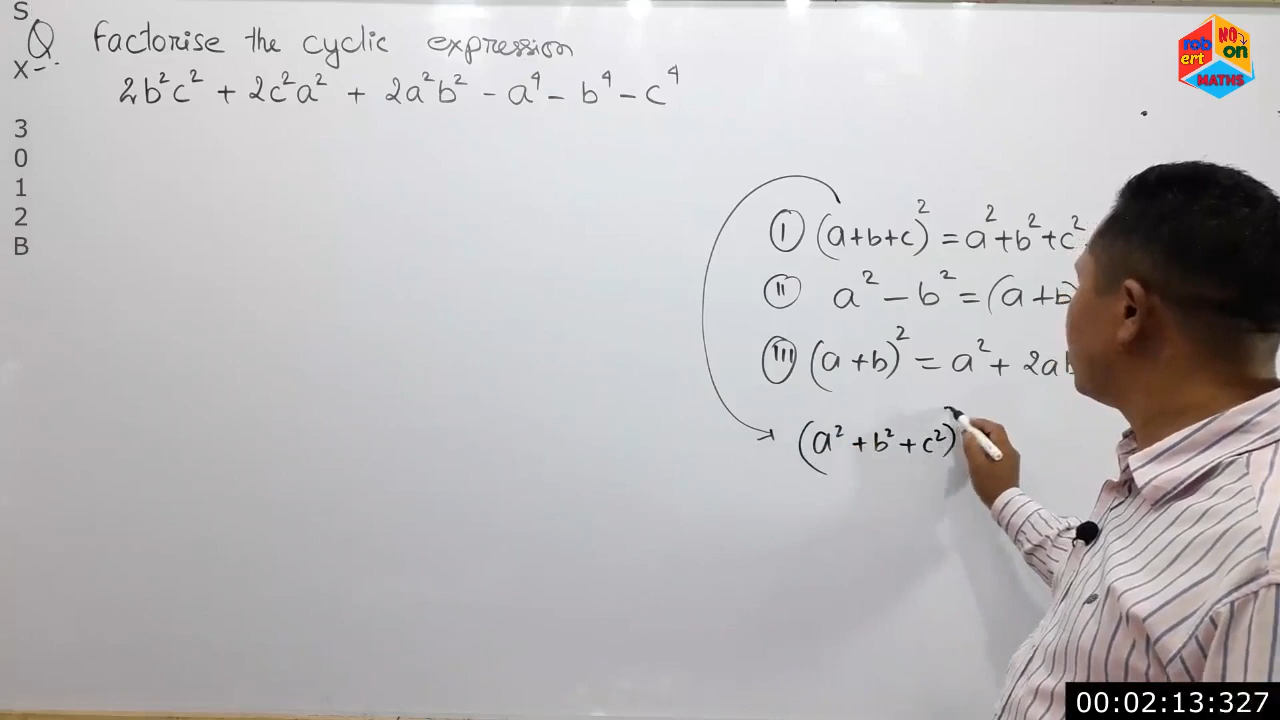 S
Q Factorise the cyclic expression
X
2b²c² + 2c²a² + 2a²b² - a⁴ - b⁴ - c⁴
3
0
1
2
B
rob ert NO on
MATHS
I (a+b+c)² = a²+b²+c²
II a² - b² = (a+b)
III (a+b)² = a² + 2ab
(a² + b² + c²)
00:02:13:327